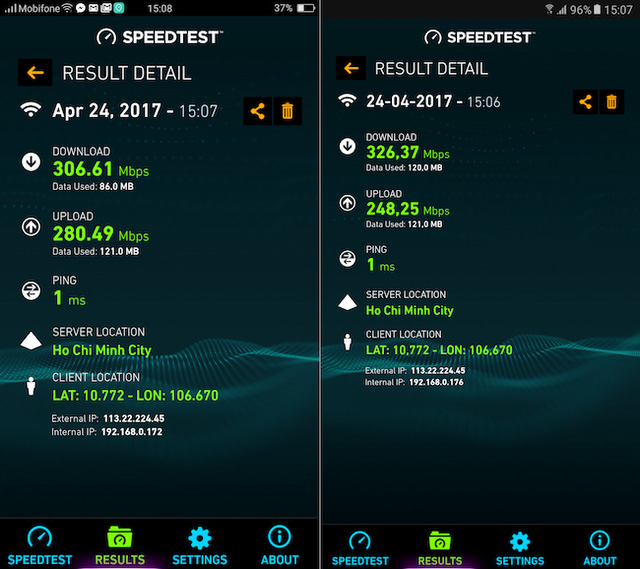 Mobifone 15:08 37%
SPEEDTEST™
RESULT DETAIL
Apr 24, 2017 - 15:07
DOWNLOAD
306.61 Mbps
Data Used: 86.0 MB
UPLOAD
280.49 Mbps
Data Used: 121.0 MB
PING
1 ms
SERVER LOCATION
Ho Chi Minh City
CLIENT LOCATION
LAT: 10.772 - LON: 106.670
External IP: 113.22.224.45
Internal IP: 192.168.0.172
SPEEDTEST RESULTS SETTINGS ABOUT
96% 15:07
SPEEDTEST™
RESULT DETAIL
24-04-2017 - 15:06
DOWNLOAD
326,37 Mbps
Data Used: 120,0 MB
UPLOAD
248,25 Mbps
Data Used: 121,0 MB
PING
1 ms
SERVER LOCATION
Ho Chi Minh City
CLIENT LOCATION
LAT: 10,772 - LON: 106,670
External IP: 113.22.224.45
Internal IP: 192.168.0.176
SPEEDTEST RESULTS SETTINGS ABOUT